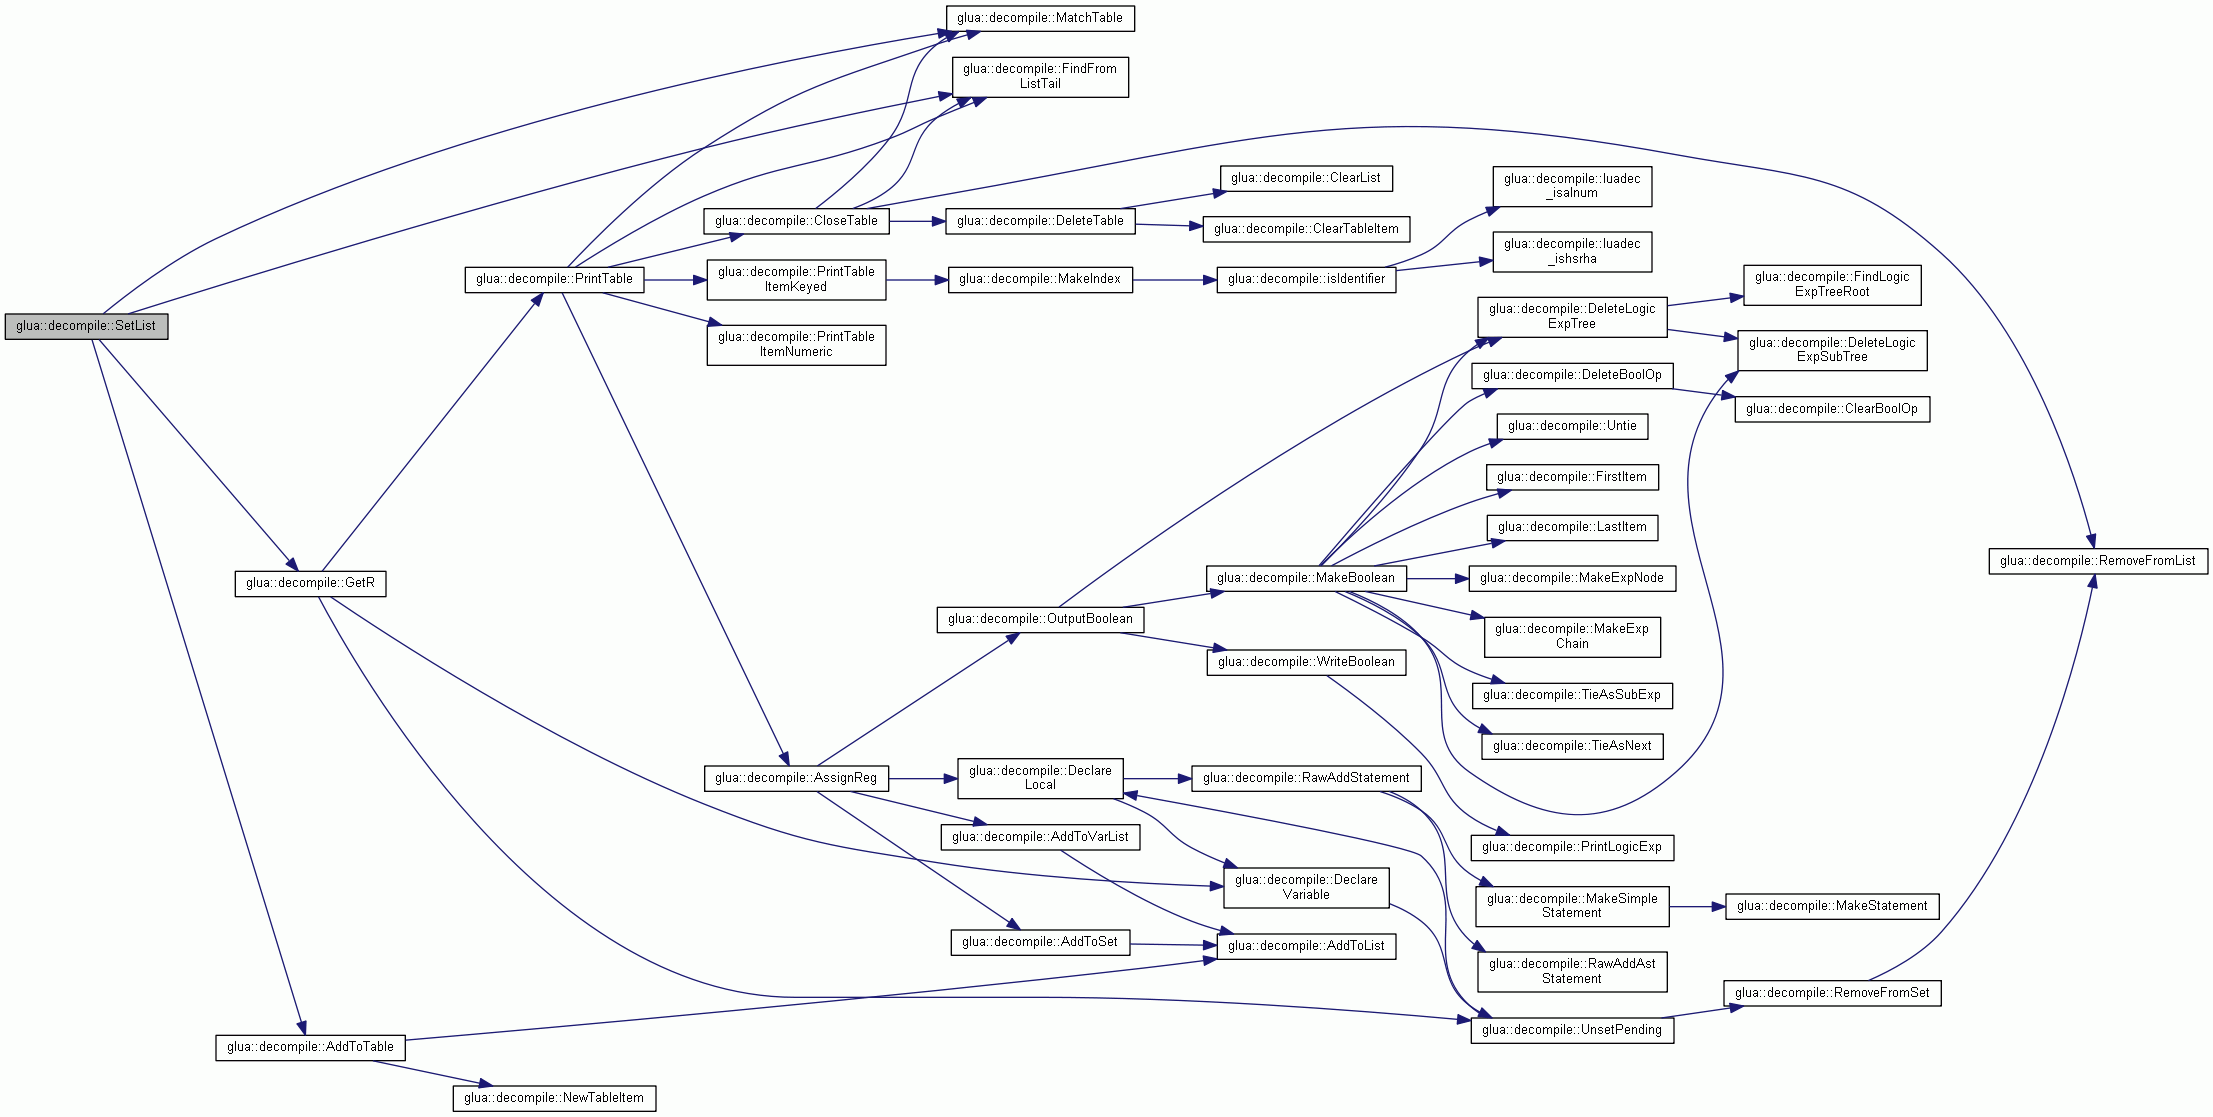 glua::decompile::MatchTable
glua::decompile::FindFrom
ListTail
glua::decompile::ClearList
glua::decompile::luadec
_isalnum
glua::decompile::CloseTable
glua::decompile::DeleteTable
glua::decompile::ClearTableItem
glua::decompile::luadec
_ishsrha
glua::decompile::PrintTable
glua::decompile::PrintTable
ItemKeyed
glua::decompile::MakeIndex
glua::decompile::isIdentifier
glua::decompile::FindLogic
ExpTreeRoot
glua::decompile::DeleteLogic
ExpTree
glua::decompile::SetList
glua::decompile::PrintTable
ItemNumeric
glua::decompile::DeleteLogic
ExpSubTree
glua::decompile::DeleteBoolOp
glua::decompile::ClearBoolOp
glua::decompile::Untie
glua::decompile::FirstItem
glua::decompile::LastItem
glua::decompile::RemoveFromList
glua::decompile::GetR
glua::decompile::MakeBoolean
glua::decompile::MakeExpNode
glua::decompile::OutputBoolean
glua::decompile::MakeExp
Chain
glua::decompile::WriteBoolean
glua::decompile::TieAsSubExp
glua::decompile::TieAsNext
glua::decompile::AssignReg
glua::decompile::Declare
Local
glua::decompile::RawAddStatement
glua::decompile::AddToVarList
glua::decompile::PrintLogicExp
glua::decompile::Declare
Variable
glua::decompile::MakeSimple
Statement
glua::decompile::MakeStatement
glua::decompile::AddToSet
glua::decompile::AddToList
glua::decompile::RawAddAst
Statement
glua::decompile::RemoveFromSet
glua::decompile::UnsetPending
glua::decompile::AddToTable
glua::decompile::NewTableItem